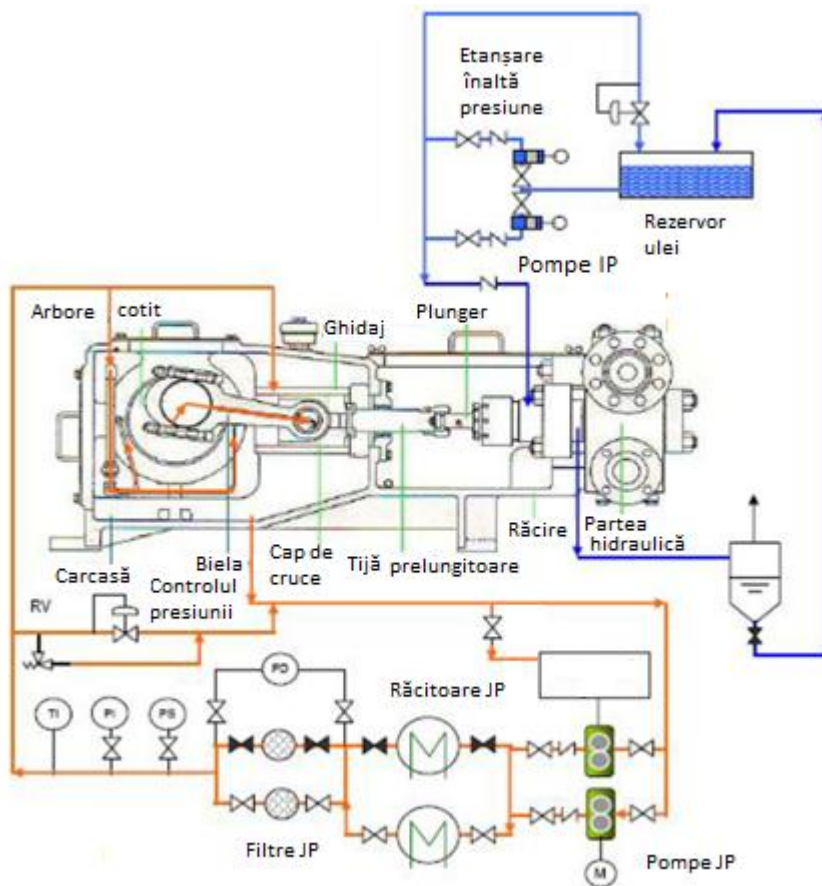 Etanșare
înaltă
presiune
Rezervor
ulei
Pompe IP
Arbore cotit
Ghidaj
Plunger
Carcasă
Biela
Controlul
presiunii
Cap de
cruce
Tijă prelungitoare
Răcire
Partea
hidraulică
RV
TI
PI
PS
PD
Răcitoare JP
Filtre JP
Pompe JP
M